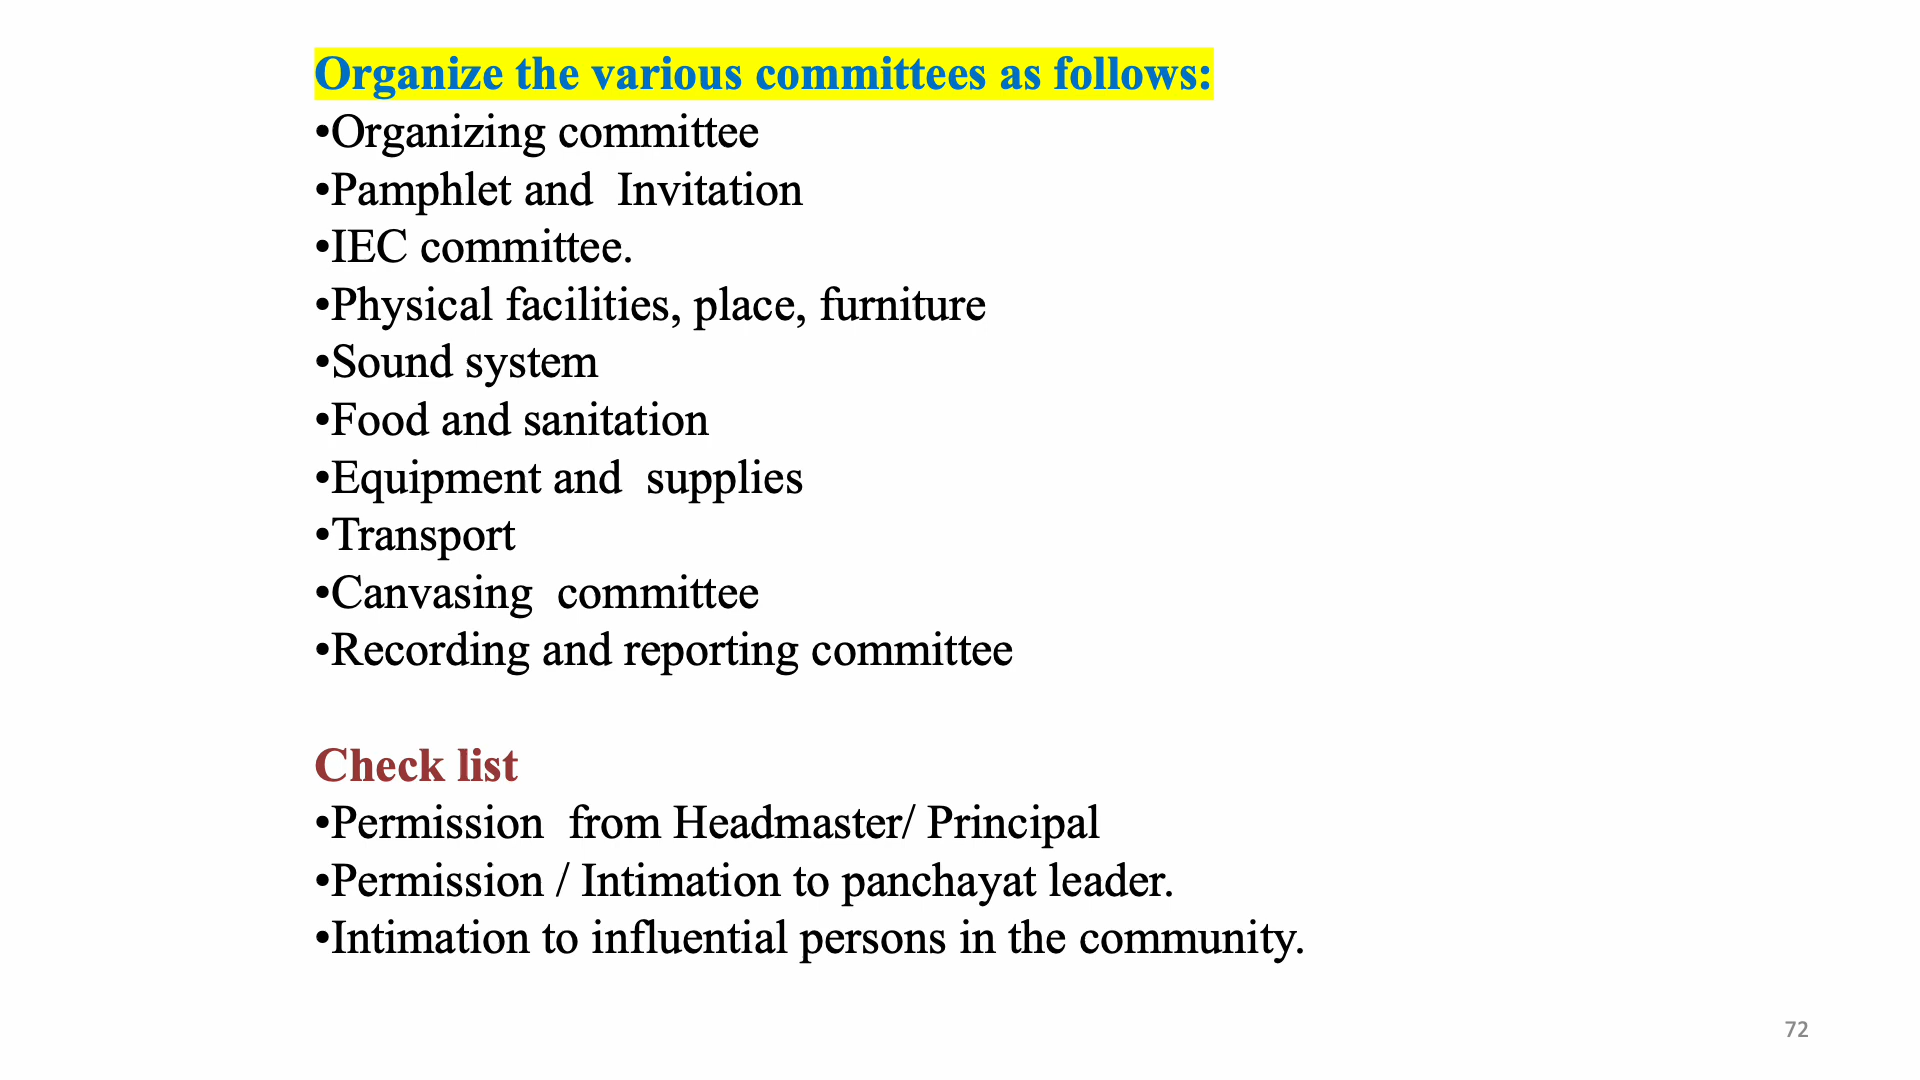 Organize the various committees as follows:
•Organizing committee
•Pamphlet and  Invitation
•IEC committee.
•Physical facilities, place, furniture
•Sound system
•Food and sanitation
•Equipment and  supplies
•Transport
•Canvasing  committee
•Recording and reporting committee
Check list
•Permission  from Headmaster/ Principal
•Permission / Intimation to panchayat leader.
•Intimation to influential persons in the community.
72